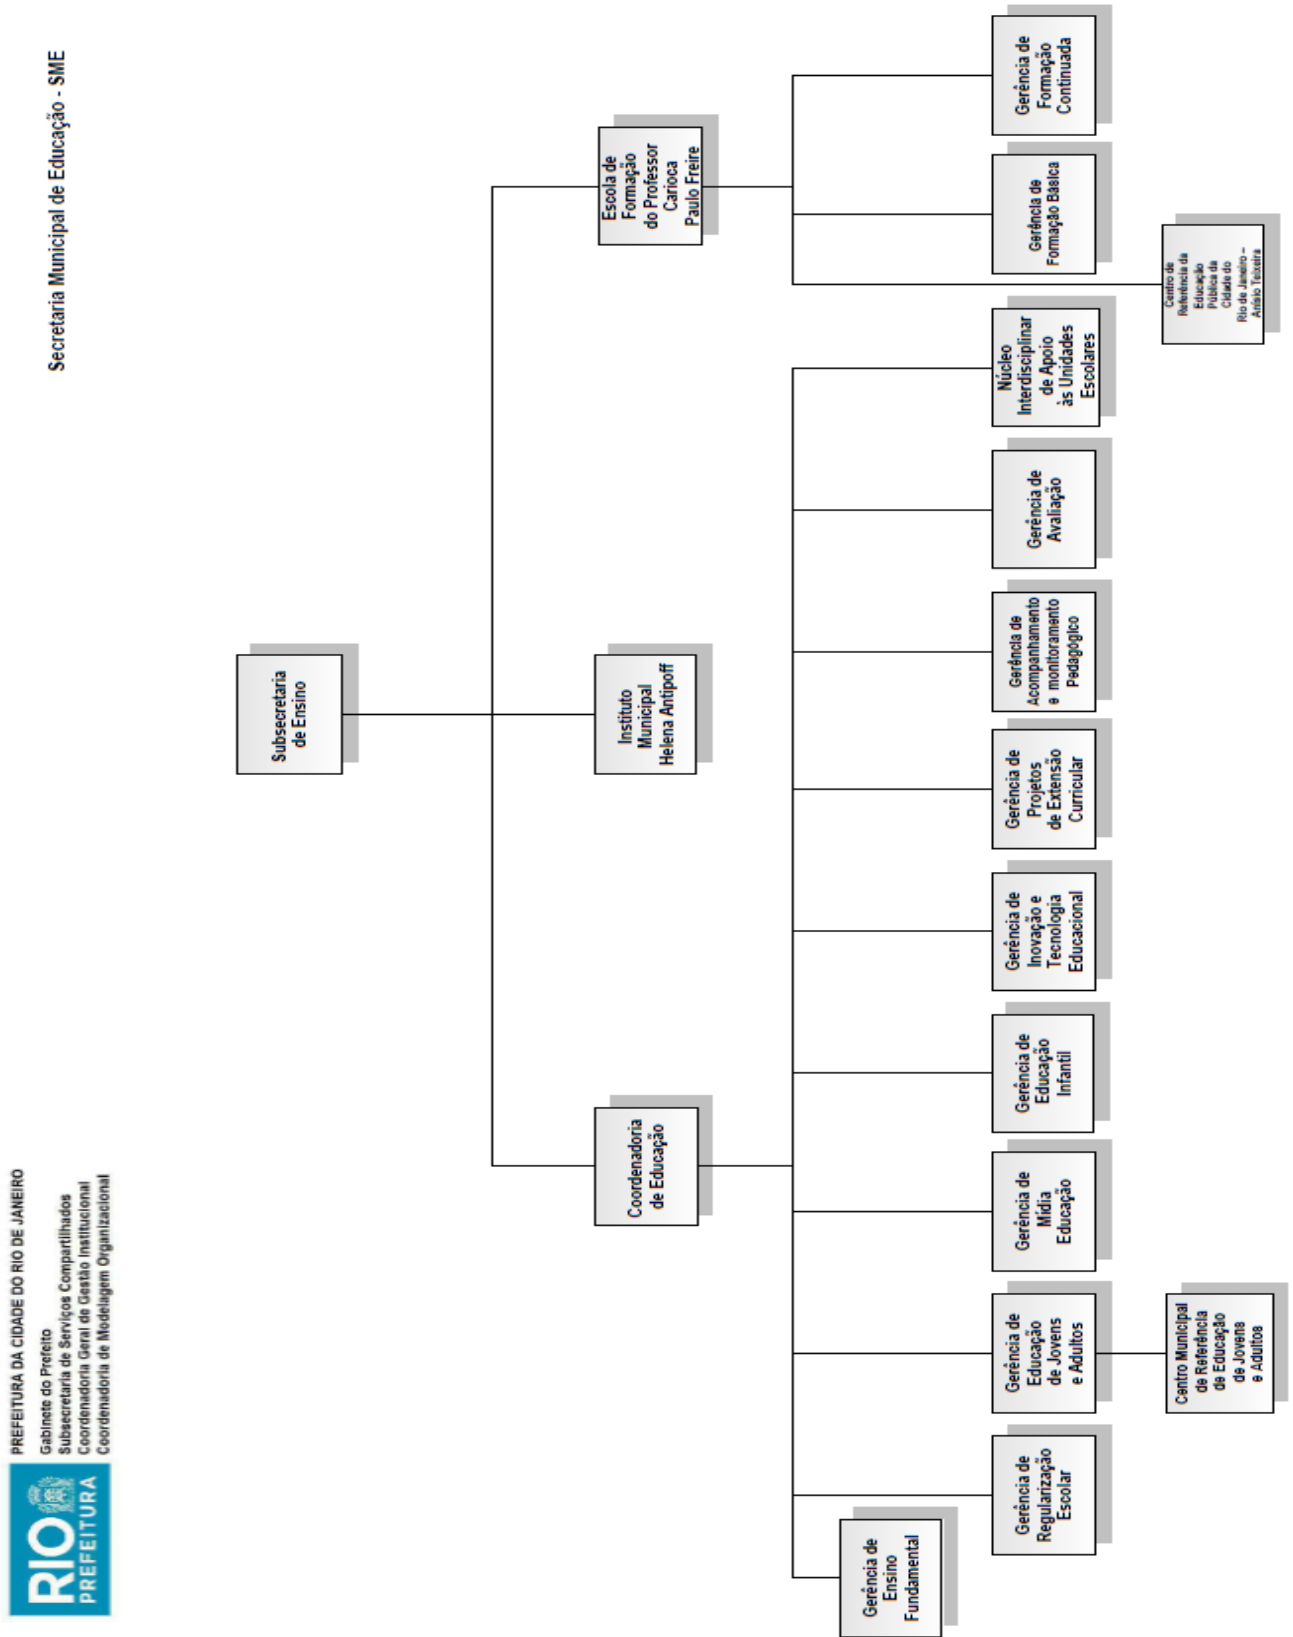 RIO
PREFEITURA
PREFEITURA DA CIDADE DO RIO DE JANEIRO
Gabinete do Prefeito
Subsecretaria de Serviços Compartilhados
Coordenadoria Geral de Gestão Institucional
Coordenadoria de Modelagem Organizacional
Secretaria Municipal de Educação - SME
Subsecretaria
de Ensino
Coordenadoria
de Educação
Instituto
Municipal
Helena Antipoff
Escola de
Formação
do Professor
Carioca
Paulo Freire
Gerência de
Ensino
Fundamental
Gerência de
Regularização
Escolar
Gerência de
Educação
de Jovens
e Adultos
Gerência de
Mídia
Educação
Gerência de
Educação
Infantil
Gerência de
Inovação e
Tecnologia
Educacional
Gerência de
Projetos
de Extensão
Curricular
Gerência de
Acompanhamento
e monitoramento
Pedagógico
Gerência de
Avaliação
Núcleo
Interdisciplinar
de Apoio
às Unidades
Escolares
Gerência de
Formação Básica
Gerência de
Formação
Continuada
Centro Municipal
de Referência
de Educação
de Jovens
e Adultos
Centro de
Referência da
Educação
Pública da
Cidade do
Rio de Janeiro –
Anísio Teixeira